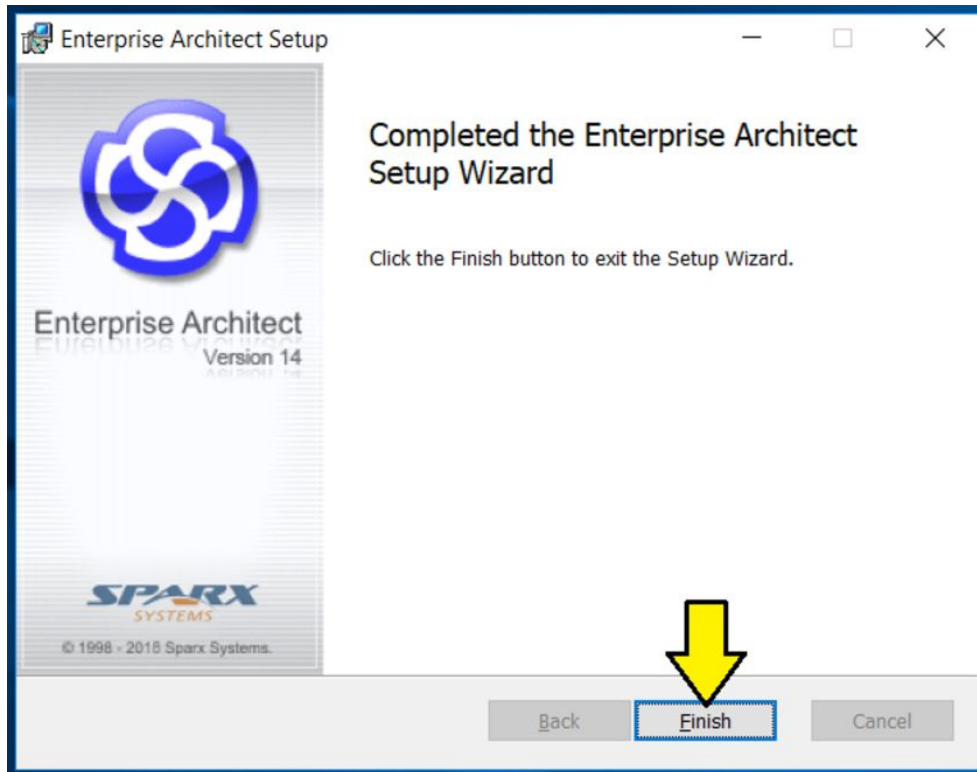 Enterprise Architect Setup
Completed the Enterprise Architect
Setup Wizard
Click the Finish button to exit the Setup Wizard.
Enterprise Architect
Version 14
SPARX
SYSTEMS
© 1998 - 2018 Sparx Systems.
Back Finish Cancel